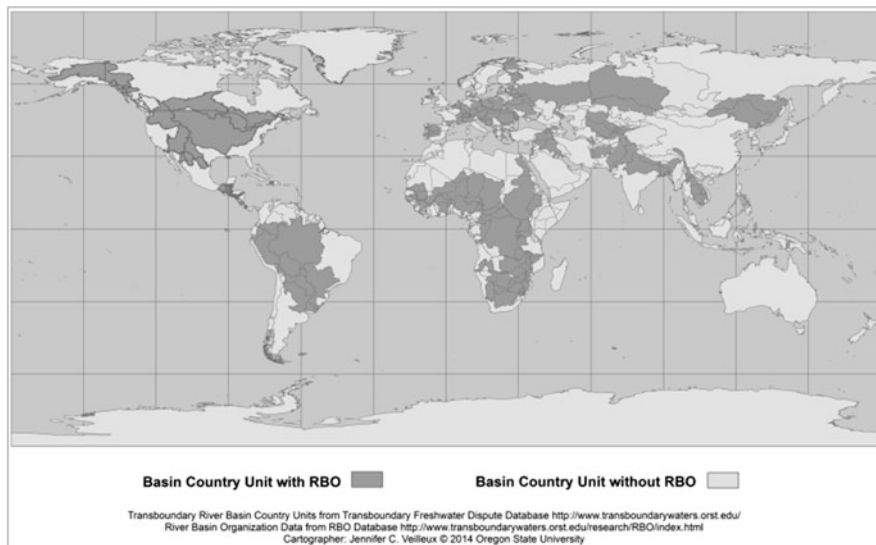 Basin Country Unit with RBO
Basin Country Unit without RBO
Transboundary River Basin Country Units from Transboundary Freshwater Dispute Database http://www.transboundarywaters.orst.edu/
River Basin Organization Data from RBO Database http://www.transboundarywaters.orst.edu/research/RBO/index.html
Cartographer: Jennifer C. Veilleux © 2014 Oregon State University